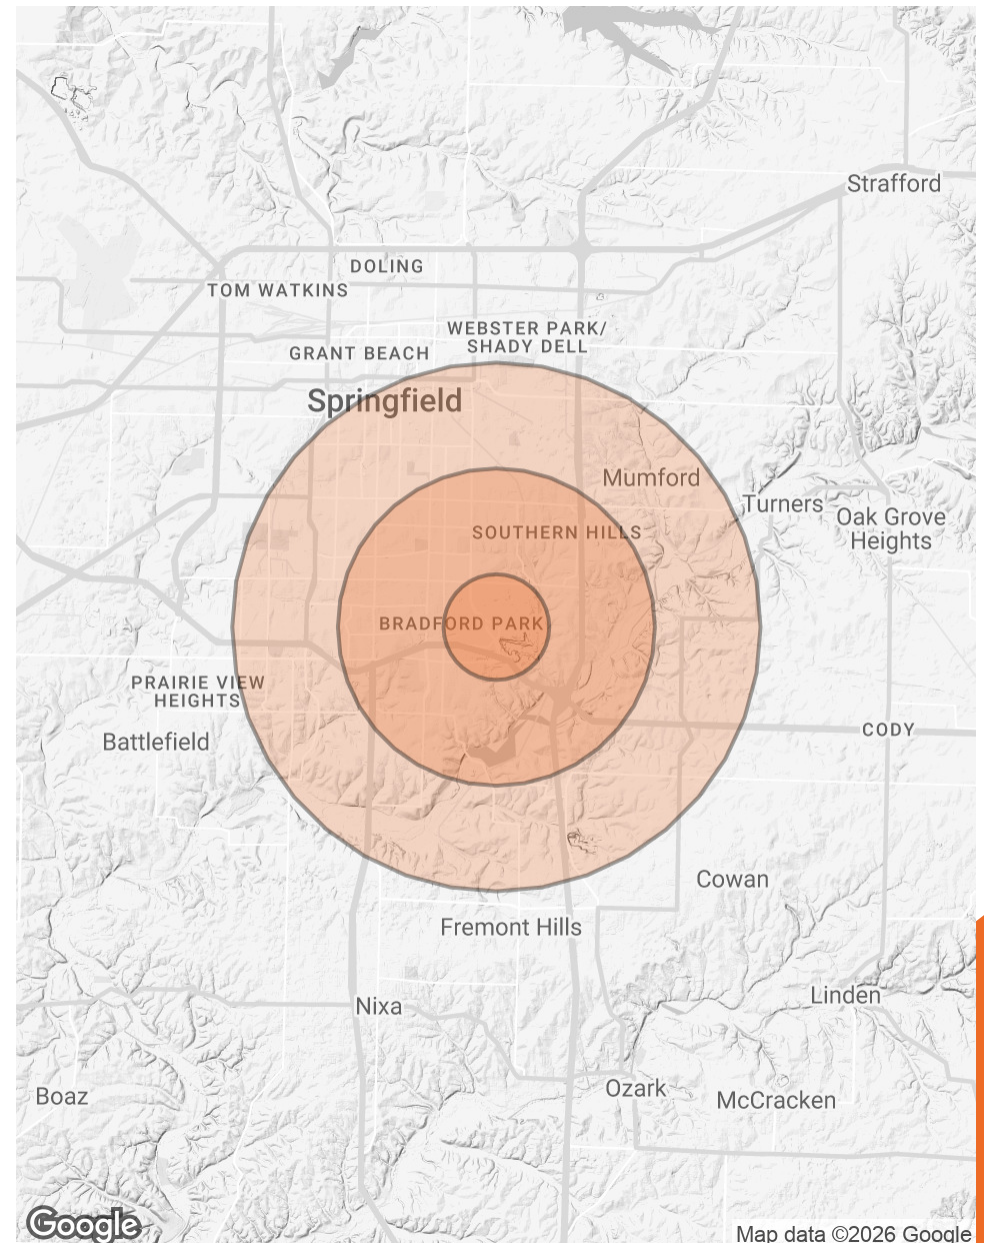 Strafford
DOLING
TOM WATKINS
WEBSTER PARK/
SHADY DELL
GRANT BEACH
Springfield
Mumford
Turners
Oak Grove
Heights
SOUTHERN HILLS
BRADFORD PARK
PRAIRIE VIEW
HEIGHTS
Battlefield
CODY
Cowan
Fremont Hills
Linden
Nixa
Ozark
Boaz
McCracken
Google
Map data ©2026 Google